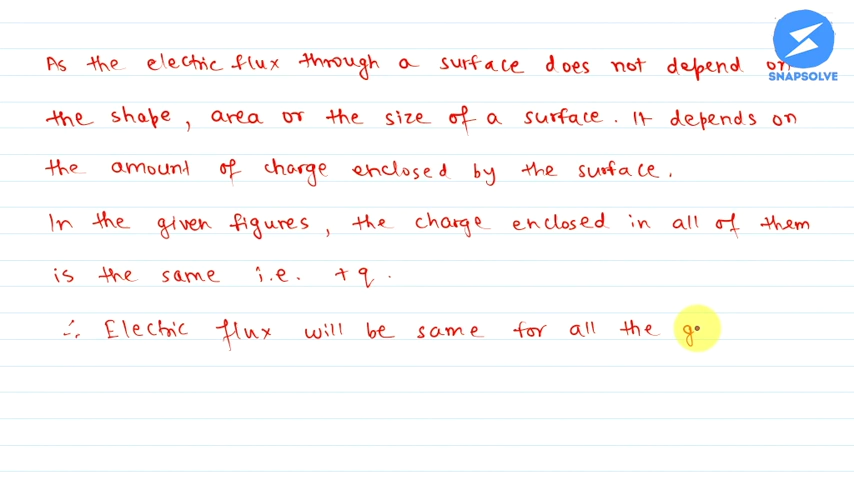 SNAPSOLVE
As the electric flux through a surface does not depend on
the shape, area or the size of a surface. It depends on
the amount of charge enclosed by the surface.
In the given figures, the charge enclosed in all of them
is the same i.e. +q.
∴ Electric flux will be same for all the g